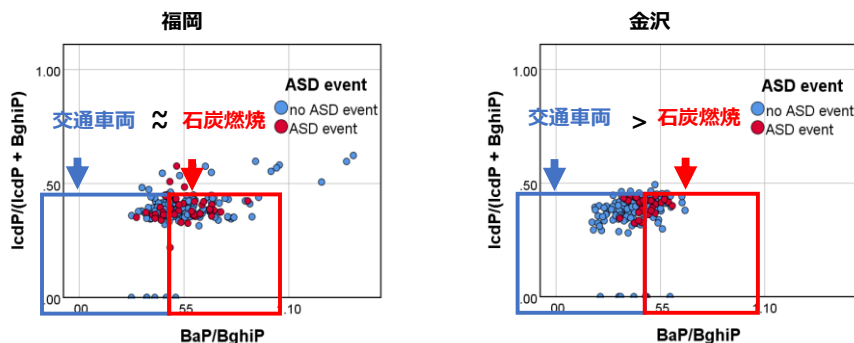 福岡
IcdP/(IcdP + BghiP)
1.00
.50
.00
ASD event
no ASD event
ASD event
交通車両 ≈ 石炭燃焼
.00
.55
1.10
BaP/BghiP
金沢
IcdP/(IcdP + BghiP)
1.00
.50
.00
ASD event
no ASD event
ASD event
交通車両 > 石炭燃焼
.00
.55
1.10
BaP/BghiP